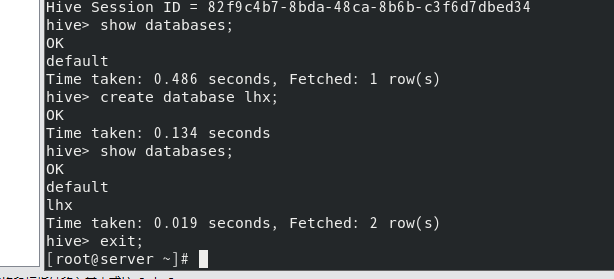 Hive Session ID = 82f9c4b7-8bda-48ca-8b6b-c3f6d7dbed34
hive> show databases;
OK
default
Time taken: 0.486 seconds, Fetched: 1 row(s)
hive> create database lhx;
OK
Time taken: 0.134 seconds
hive> show databases;
OK
default
lhx
Time taken: 0.019 seconds, Fetched: 2 row(s)
hive> exit;
[root@server ~]#